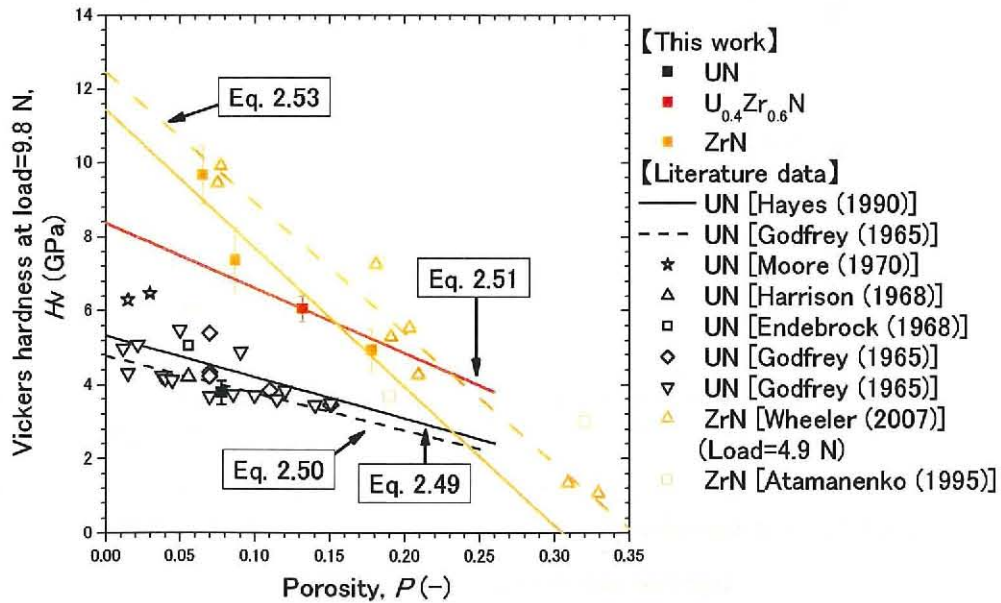 14
12
10
8
6
4
2
0
Vickers hardness at load=9.8 N,
Hv (GPa)
0.00 0.05 0.10 0.15 0.20 0.25 0.30 0.35
Porosity, P (-)
Eq. 2.53
Eq. 2.51
Eq. 2.50
Eq. 2.49
【This work】
UN
U0.4Zr0.6N
ZrN
【Literature data】
UN [Hayes (1990)]
UN [Godfrey (1965)]
UN [Moore (1970)]
UN [Harrison (1968)]
UN [Endebrock (1968)]
UN [Godfrey (1965)]
UN [Godfrey (1965)]
ZrN [Wheeler (2007)]
(Load=4.9 N)
ZrN [Atamanenko (1995)]